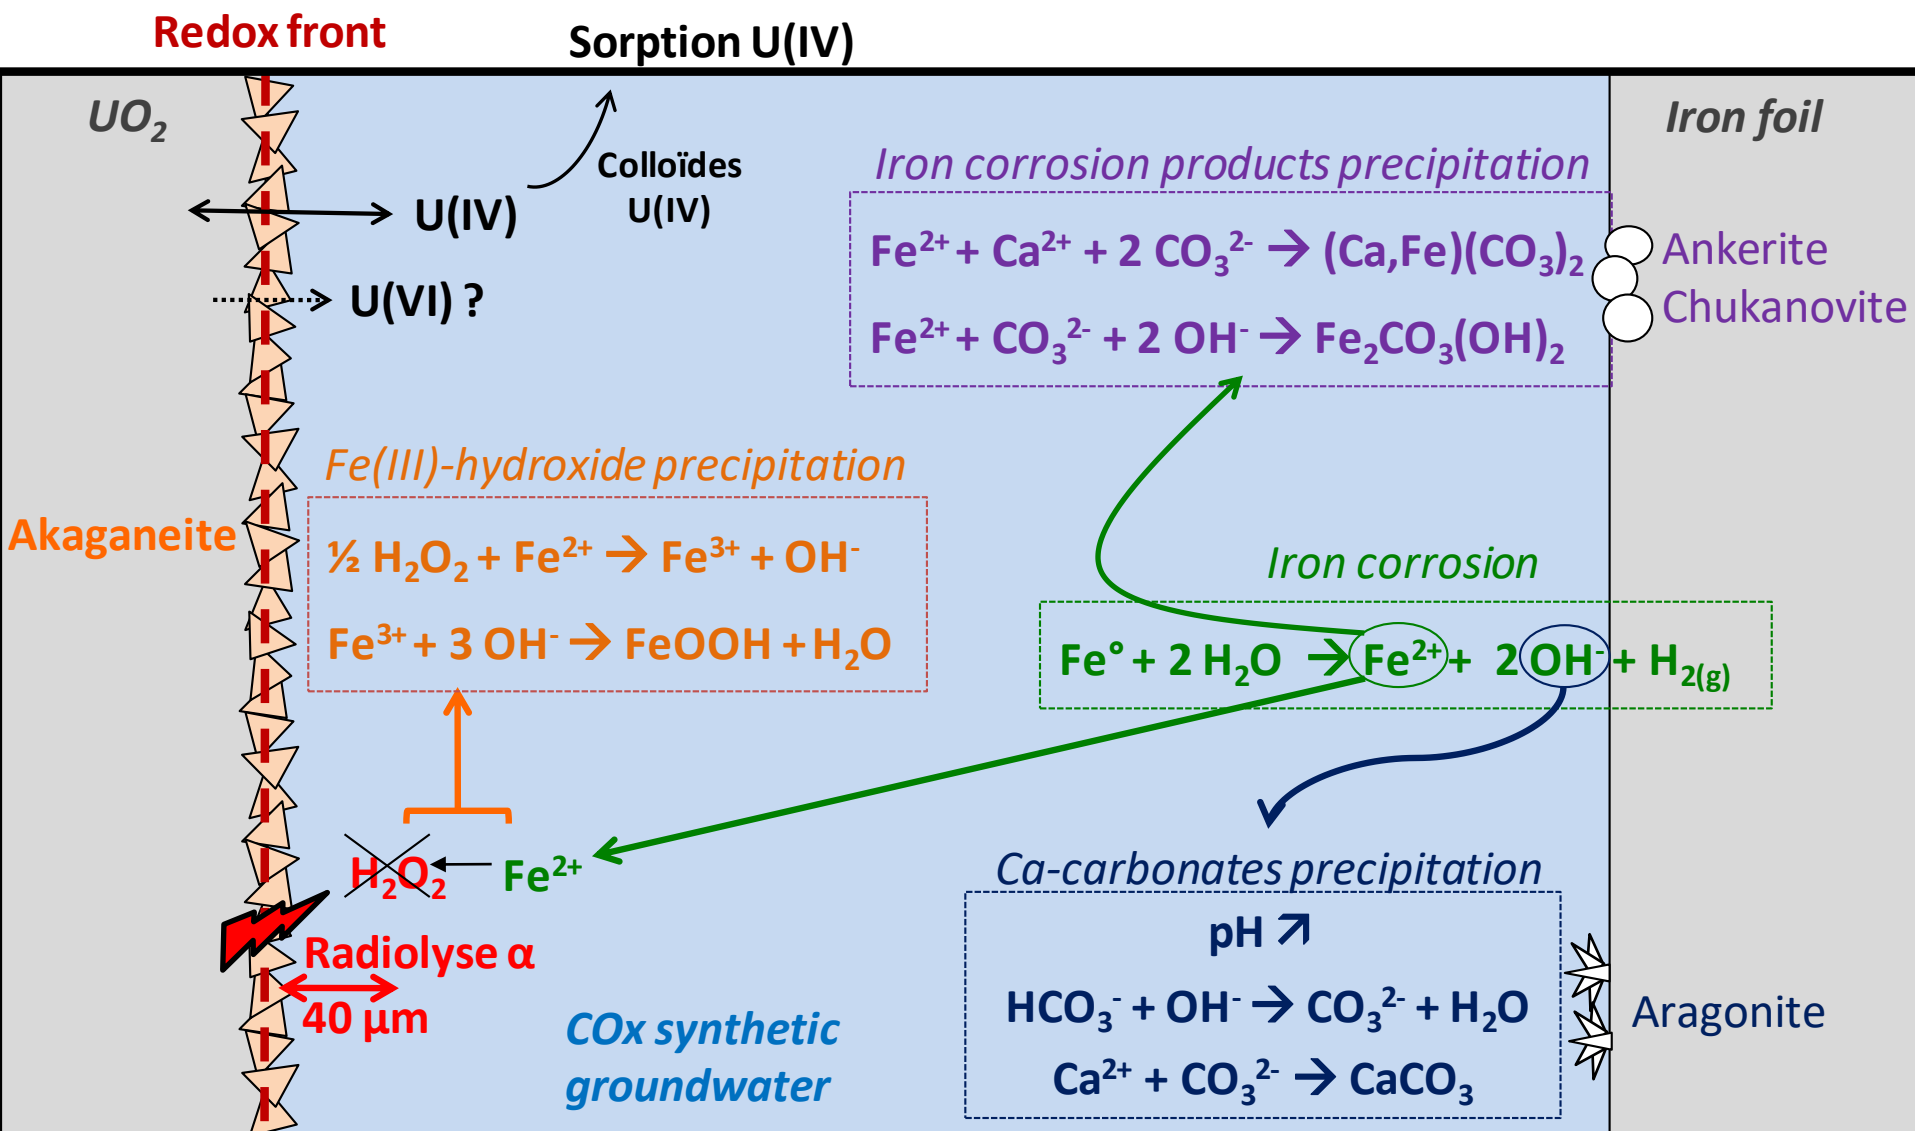 Redox front
Sorption U(IV)
UO₂
Iron foil
Colloïdes
U(IV)
U(IV)
U(VI) ?
Iron corrosion products precipitation
Fe²⁺ + Ca²⁺ + 2 CO₃²⁻ → (Ca,Fe)(CO₃)₂
Fe²⁺ + CO₃²⁻ + 2 OH⁻ → Fe₂CO₃(OH)₂
Ankerite
Chukanovite
Fe(III)-hydroxide precipitation
Akaganeite
½ H₂O₂ + Fe²⁺ → Fe³⁺ + OH⁻
Fe³⁺ + 3 OH⁻ → FeOOH + H₂O
Iron corrosion
Fe° + 2 H₂O → Fe²⁺ + 2 OH⁻ + H₂₍g₎
H₂O₂
Fe²⁺
Radiolyse α
40 µm
COx synthetic
groundwater
Ca-carbonates precipitation
pH ↗
HCO₃⁻ + OH⁻ → CO₃²⁻ + H₂O
Ca²⁺ + CO₃²⁻ → CaCO₃
Aragonite